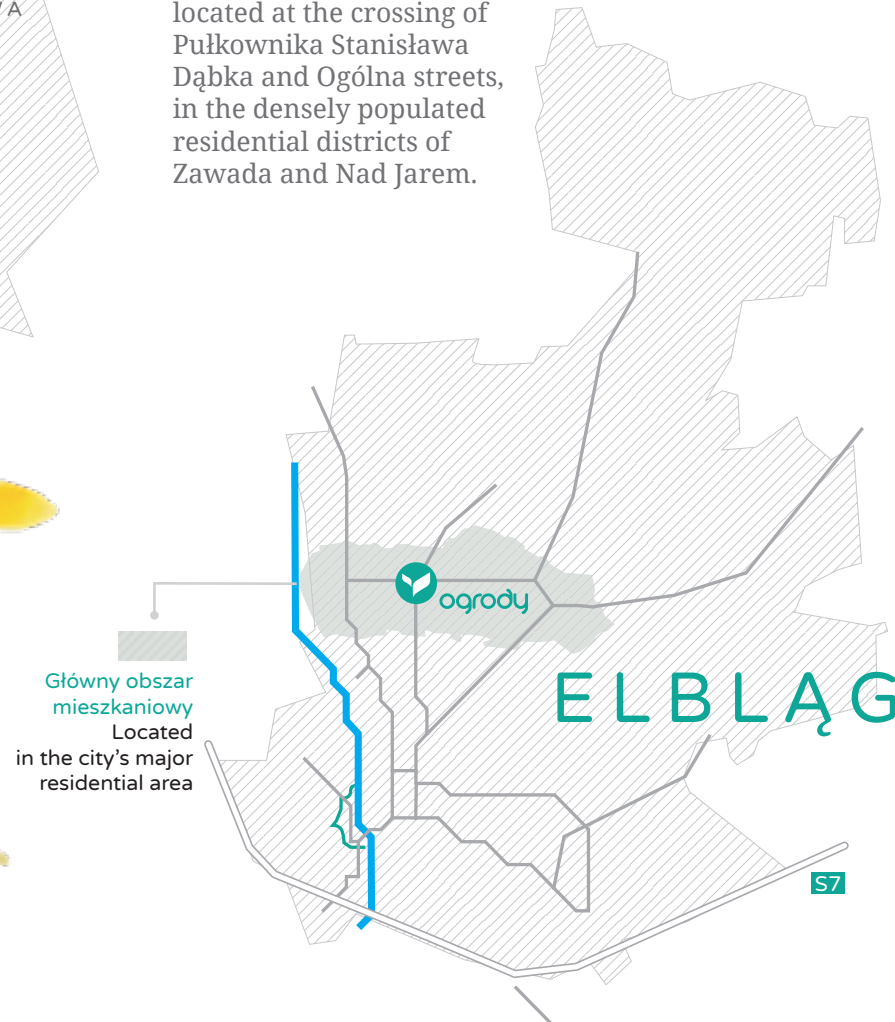 A
located at the crossing of
Pułkownika Stanisława
Dąbka and Ogólna streets,
in the densely populated
residential districts of
Zawada and Nad Jarem.
ogrody
Główny obszar
mieszkaniowy
Located
in the city's major
residential area
ELBLĄG
S7